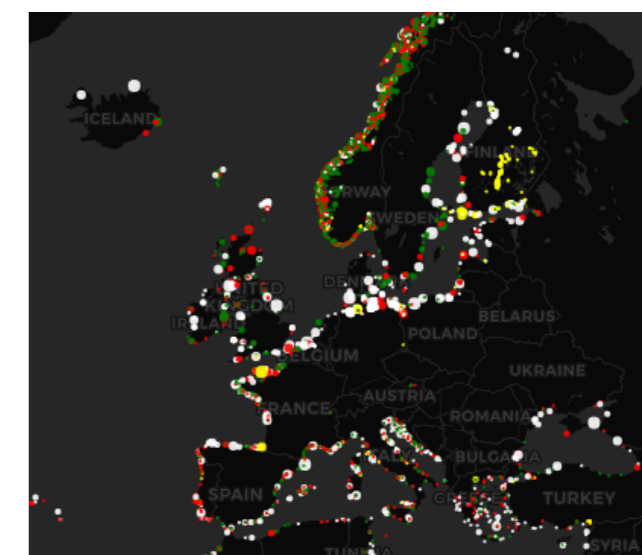 ICELAND
FINLAND
NORWAY
SWEDEN
DENMARK
UNITED
KINGDOM
IRELAND
BELARUS
POLAND
BELGIUM
UKRAINE
AUSTRIA
FRANCE
ROMANIA
ITALY
BULGARIA
SPAIN
GREECE
TURKEY
SYRIA
TUNISIA